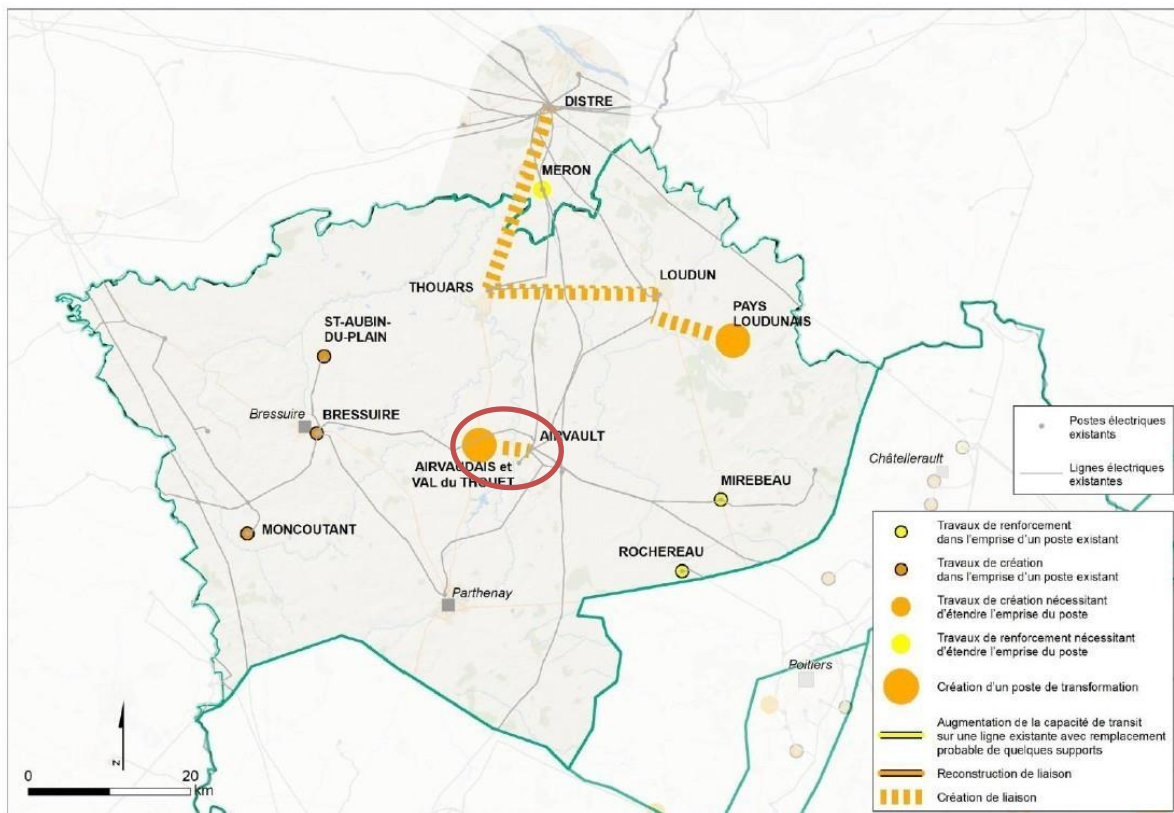 DISTRE
MERON
THOUARS
LOUDUN
PAYS
LOUDUNAIS
ST-AUBIN-
DU-PLAIN
Bressuire
BRESSUIRE
AIRVAULT
AIRVAUDAIS et
VAL du THOUET
MIREBEAU
MONCOUTANT
ROCHEREAU
Parthenay
Châtellerault
Poitiers
Postes électriques
existants
Lignes électriques
existantes
Travaux de renforcement
dans l'emprise d'un poste existant
Travaux de création
dans l'emprise d'un poste existant
Travaux de création nécessitant
d'étendre l'emprise du poste
Travaux de renforcement nécessitant
d'étendre l'emprise du poste
Création d'un poste de transformation
Augmentation de la capacité de transit
sur une ligne existante avec remplacement
probable de quelques supports
Reconstruction de liaison
Création de liaison
N
0 20
km